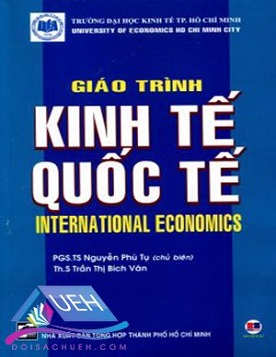 TRƯỜNG ĐẠI HỌC KINH TẾ TP. HỒ CHÍ MINH
UNIVERSITY OF ECONOMICS HO CHI MINH CITY
GIÁO TRÌNH
KINH TẾ
QUỐC TẾ
INTERNATIONAL ECONOMICS
PGS.TS Nguyễn Phú Tụ (chủ biên)
Th.S Trần Thị Bích Vân
UEH
DOISACHUEH.COM
NHÀ XUẤT BẢN TỔNG HỢP THÀNH PHỐ HỒ CHÍ MINH